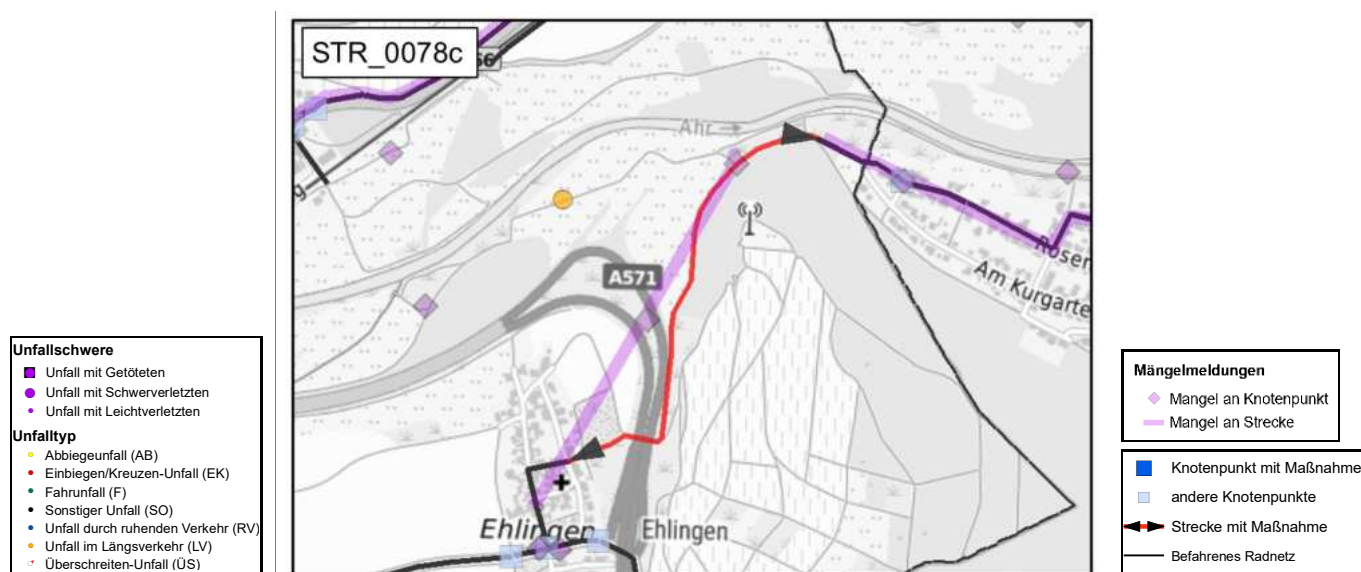 STR_0078c
66
Ahr →
g
A571
Rosen
Am Kurgarte
Ehlingen
Ehlingen
Unfallschwere
Unfall mit Getöteten
Unfall mit Schwerverletzten
Unfall mit Leichtverletzten
Unfalltyp
Abbiegeunfall (AB)
Einbiegen/Kreuzen-Unfall (EK)
Fahrunfall (F)
Sonstiger Unfall (SO)
Unfall durch ruhenden Verkehr (RV)
Unfall im Längsverkehr (LV)
Überschreiten-Unfall (ÜS)
Mängelmeldungen
Mangel an Knotenpunkt
Mangel an Strecke
Knotenpunkt mit Maßnahme
andere Knotenpunkte
Strecke mit Maßnahme
Befahrenes Radnetz